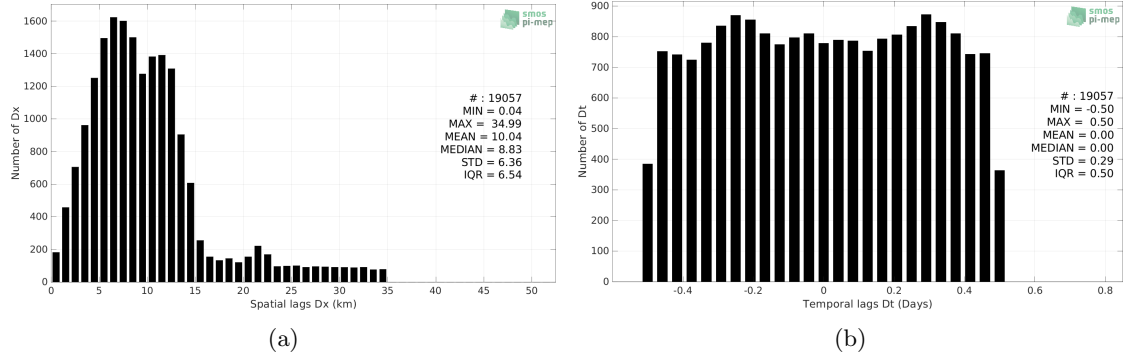 smos
pi-mep
1600
1400
1200
1000
800
600
400
200
0
Number of Dx
# : 19057
MIN = 0.04
MAX = 34.99
MEAN = 10.04
MEDIAN = 8.83
STD = 6.36
IQR = 6.54
0 5 10 15 20 25 30 35 40 45 50
Spatial lags Dx (km)
(a)
smos
pi-mep
900
800
700
600
500
400
300
200
100
0
Number of Dt
# : 19057
MIN = -0.50
MAX = 0.50
MEAN = 0.00
MEDIAN = 0.00
STD = 0.29
IQR = 0.50
-0.4 -0.2 0 0.2 0.4 0.6 0.8
Temporal lags Dt (Days)
(b)